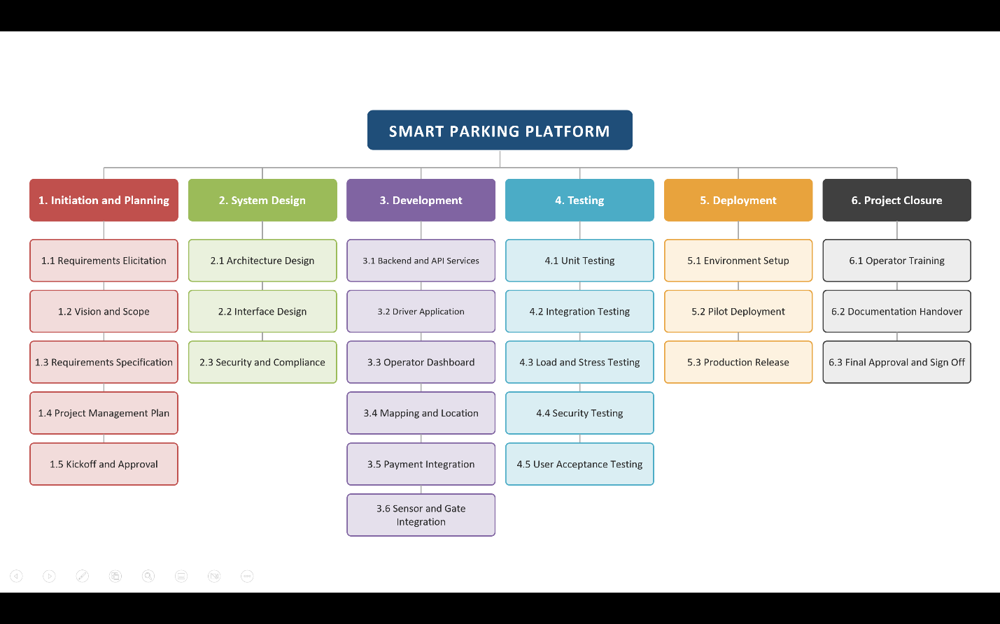 SMART PARKING PLATFORM
1. Initiation and Planning
2. System Design
3. Development
4. Testing
5. Deployment
6. Project Closure
1.1 Requirements Elicitation
1.2 Vision and Scope
1.3 Requirements Specification
1.4 Project Management Plan
1.5 Kickoff and Approval
2.1 Architecture Design
2.2 Interface Design
2.3 Security and Compliance
3.1 Backend and API Services
3.2 Driver Application
3.3 Operator Dashboard
3.4 Mapping and Location
3.5 Payment Integration
3.6 Sensor and Gate
Integration
4.1 Unit Testing
4.2 Integration Testing
4.3 Load and Stress Testing
4.4 Security Testing
4.5 User Acceptance Testing
5.1 Environment Setup
5.2 Pilot Deployment
5.3 Production Release
6.1 Operator Training
6.2 Documentation Handover
6.3 Final Approval and Sign Off